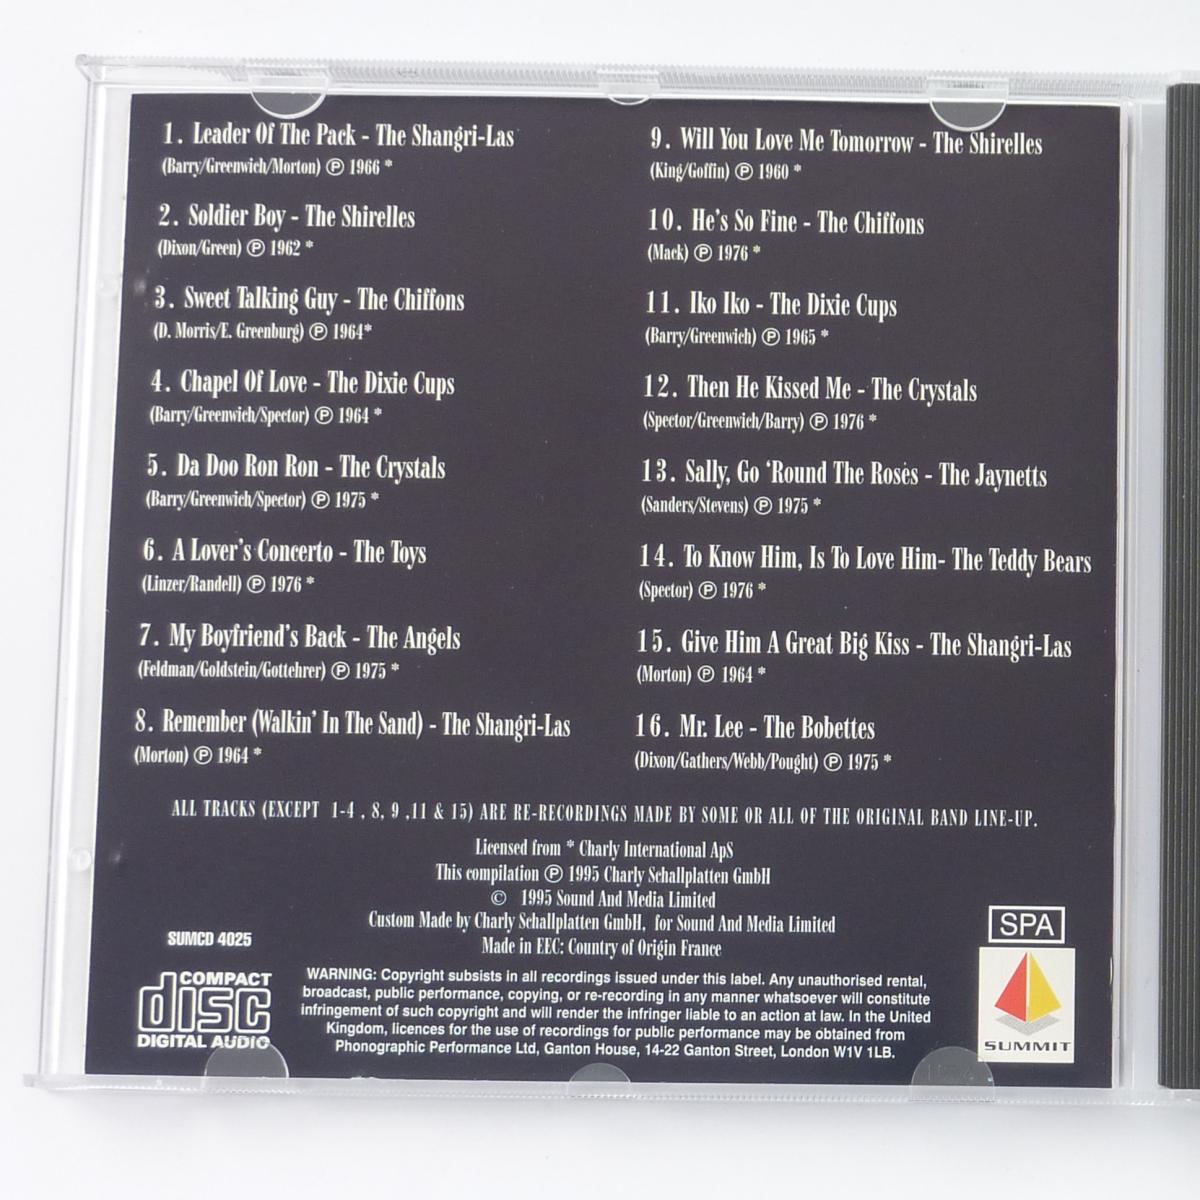 1. Leader Of The Pack - The Shangri-Las
(Barry/Greenwich/Morton) ℗ 1966 *
2. Soldier Boy - The Shirelles
(Dixon/Green) ℗ 1962 *
3. Sweet Talking Guy - The Chiffons
(D. Morris/E. Greenburg) ℗ 1964*
4. Chapel Of Love - The Dixie Cups
(Barry/Greenwich/Spector) ℗ 1964 *
5. Da Doo Ron Ron - The Crystals
(Barry/Greenwich/Spector) ℗ 1975 *
6. A Lover's Concerto - The Toys
(Linzer/Randell) ℗ 1976 *
7. My Boyfriend's Back - The Angels
(Feldman/Goldstein/Gottehrer) ℗ 1975 *
8. Remember (Walkin' In The Sand) - The Shangri-Las
(Morton) ℗ 1964 *
9. Will You Love Me Tomorrow - The Shirelles
(King/Goffin) ℗ 1960 *
10. He's So Fine - The Chiffons
(Mack) ℗ 1976 *
11. Iko Iko - The Dixie Cups
(Barry/Greenwich) ℗ 1965 *
12. Then He Kissed Me - The Crystals
(Spector/Greenwich/Barry) ℗ 1976 *
13. Sally, Go 'Round The Roses - The Jaynetts
(Sanders/Stevens) ℗ 1975 *
14. To Know Him, Is To Love Him- The Teddy Bears
(Spector) ℗ 1976 *
15. Give Him A Great Big Kiss - The Shangri-Las
(Morton) ℗ 1964 *
16. Mr. Lee - The Bobettes
(Dixon/Gathers/Webb/Pought) ℗ 1975 *
ALL TRACKS (EXCEPT 1-4 , 8, 9 ,11 & 15) ARE RE-RECORDINGS MADE BY SOME OR ALL OF THE ORIGINAL BAND LINE-UP.
Licensed from * Charly International ApS
This compilation ℗ 1995 Charly Schallplatten GmbH
© 1995 Sound And Media Limited
Custom Made by Charly Schallplatten GmbH, for Sound And Media Limited
Made in EEC: Country of Origin France
SUMCD 4025
COMPACT
disc
DIGITAL AUDIO
WARNING: Copyright subsists in all recordings issued under this label. Any unauthorised rental,
broadcast, public performance, copying, or re-recording in any manner whatsoever will constitute
infringement of such copyright and will render the infringer liable to an action at law. In the United
Kingdom, licences for the use of recordings for public performance may be obtained from
Phonographic Performance Ltd, Ganton House, 14-22 Ganton Street, London W1V 1LB.
SPA
SUMMIT